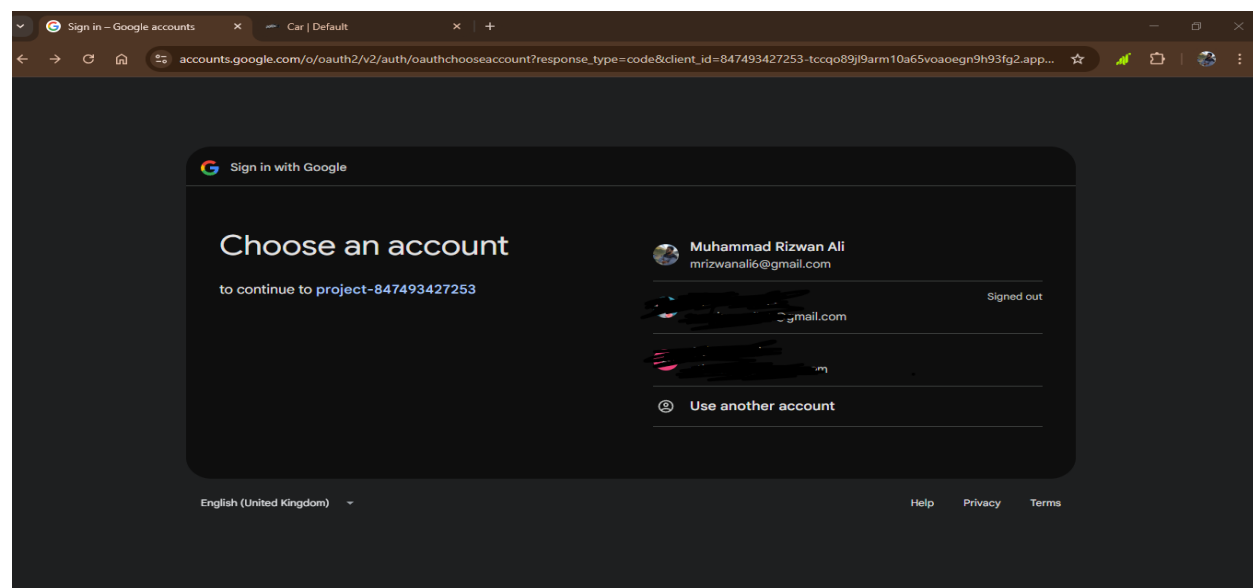 Sign in – Google accounts
Car | Default
accounts.google.com/o/oauth2/v2/auth/oauthchooseaccount?response_type=code&client_id=847493427253-tccqo89jl9arm10a65voaoegn9h93fg2.app...
Sign in with Google
Choose an account
to continue to project-847493427253
Muhammad Rizwan Ali
mrizwanali6@gmail.com
Signed out
@gmail.com
Use another account
English (United Kingdom)
Help Privacy Terms